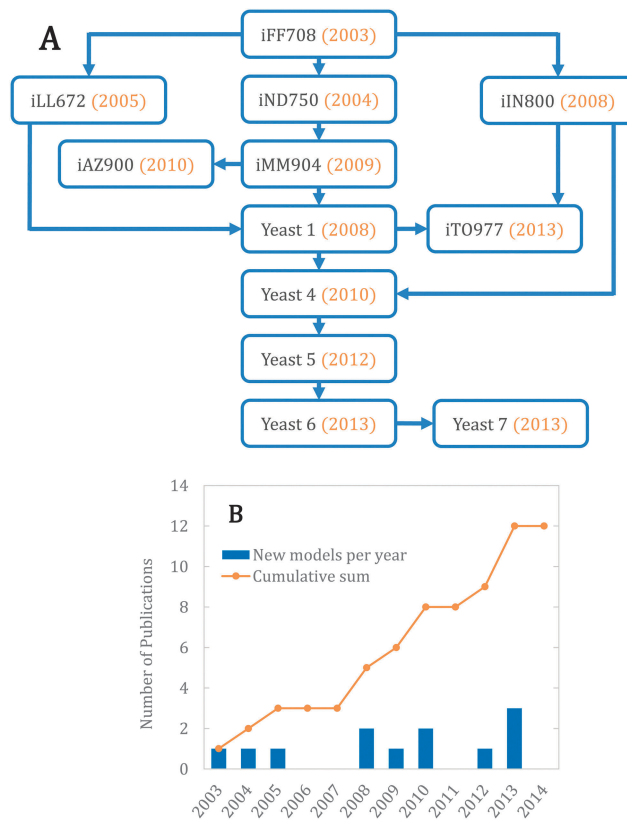 A
iFF708 (2003)
iLL672 (2005)
iND750 (2004)
iIN800 (2008)
iAZ900 (2010)
iMM904 (2009)
Yeast 1 (2008)
iTO977 (2013)
Yeast 4 (2010)
Yeast 5 (2012)
Yeast 6 (2013)
Yeast 7 (2013)
B
New models per year
Cumulative sum
Number of Publications
14
12
10
8
6
4
2
0
2003
2004
2005
2006
2007
2008
2009
2010
2011
2012
2013
2014